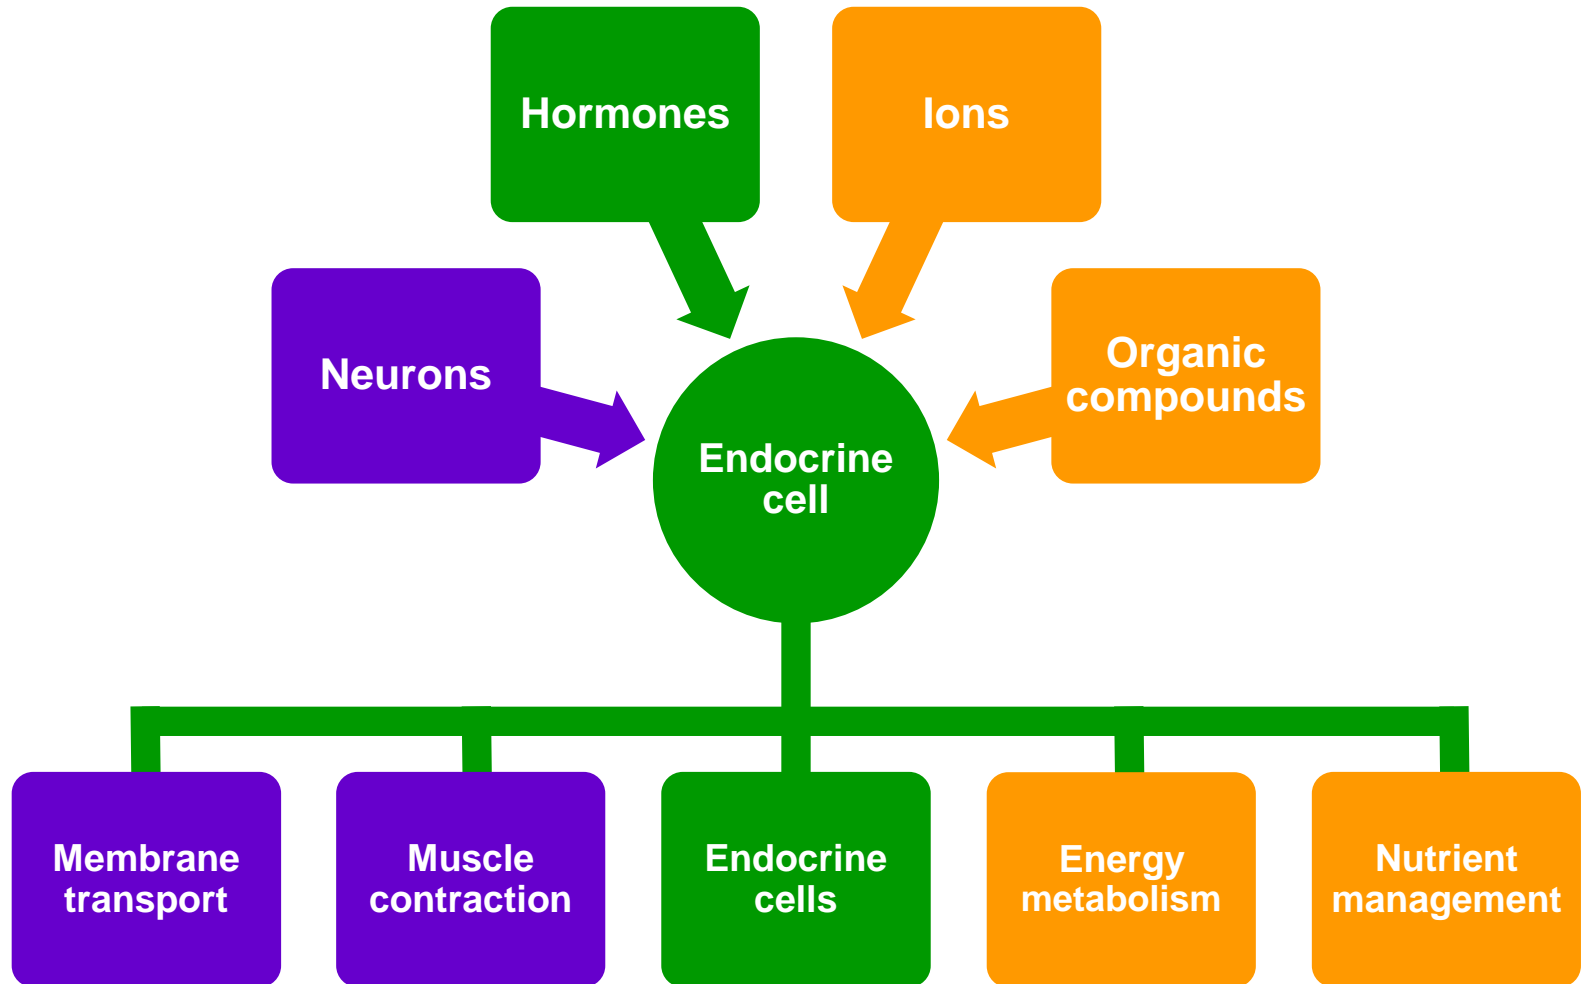 Hormones
Ions
Neurons
Organic
compounds
Endocrine
cell
Membrane
transport
Muscle
contraction
Endocrine
cells
Energy
metabolism
Nutrient
management